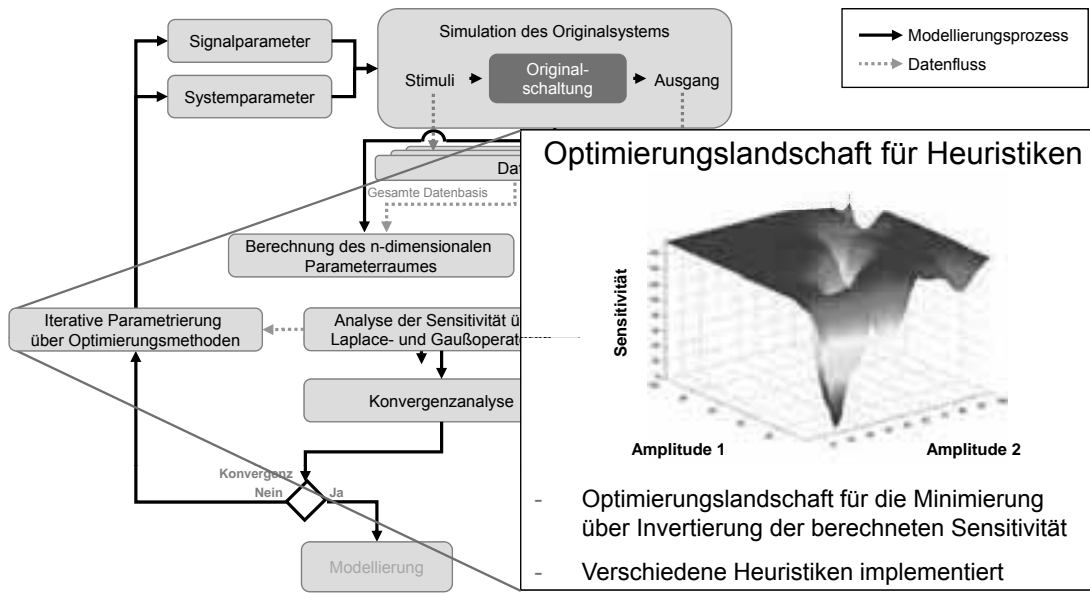 Signalparameter
Systemparameter
Simulation des Originalsystems
Stimuli
Original-
schaltung
Ausgang
Modellierungsprozess
Datenfluss
Gesamte Datenbasis
Berechnung des n-dimensionalen
Parameterraumes
Iterative Parametrierung
über Optimierungsmethoden
Analyse der Sensitivität
Laplace- und
Konvergenzanalyse
Konvergenz
Nein
Ja
Modellierung
Optimierungslandschaft für Heuristiken
Sensitivität
Amplitude 1
Amplitude 2
- Optimierungslandschaft für die Minimierung
über Invertierung der berechneten Sensitivität
- Verschiedene Heuristiken implementiert